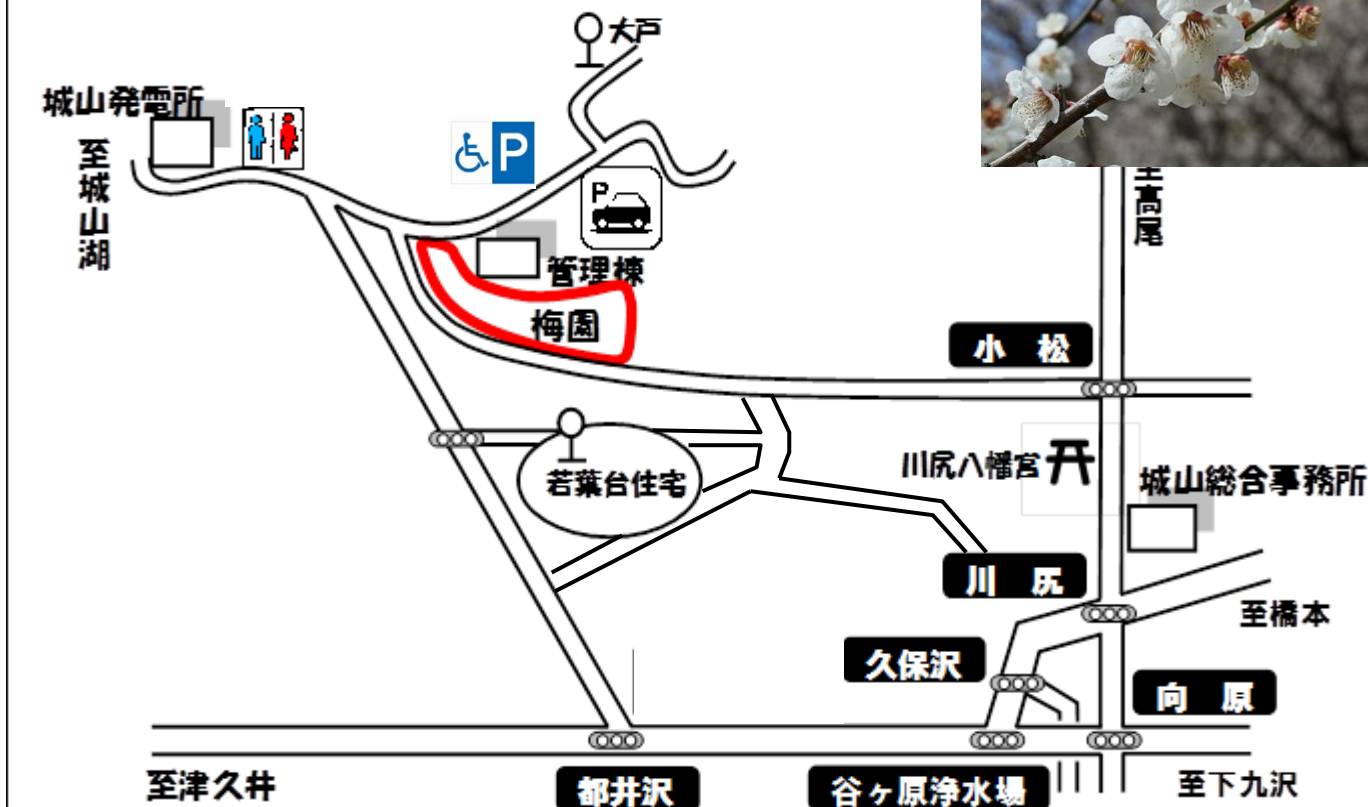 大戸
城山発電所
至城山湖
P
P
至高尾
管理棟
梅園
小 松
川尻八幡宮
城山総合事務所
若葉台住宅
川 尻
至橋本
久保沢
向 原
至津久井
都井沢
谷ヶ原浄水場
至下九沢